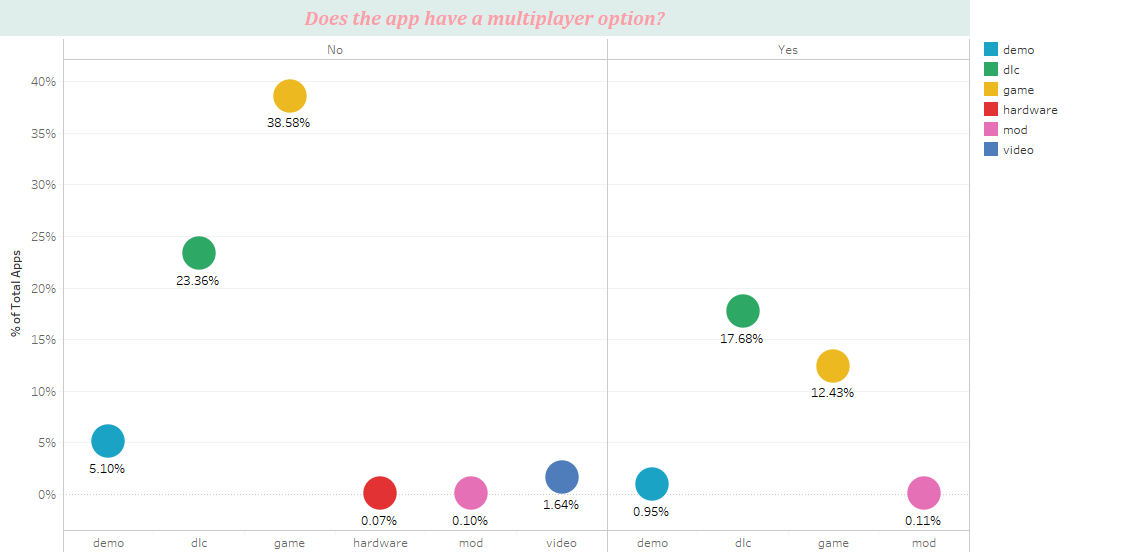 Does the app have a multiplayer option?
No
Yes
demo
dlc
game
hardware
mod
video
% of Total Apps
40%
35%
30%
25%
20%
15%
10%
5%
0%
5.10%
23.36%
38.58%
0.07%
0.10%
1.64%
0.95%
17.68%
12.43%
0.11%
demo dlc game hardware mod video demo dlc game mod